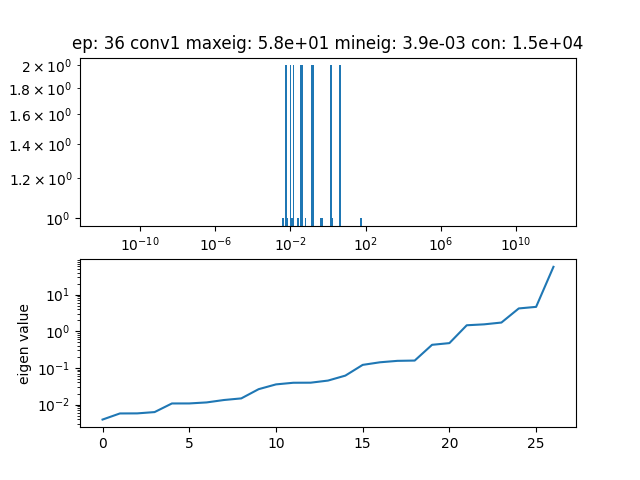 ep: 36 conv1 maxeig: 5.8e+01 mineig: 3.9e-03 con: 1.5e+04
2 × 10⁰
1.8 × 10⁰
1.6 × 10⁰
1.4 × 10⁰
1.2 × 10⁰
10⁰
10⁻¹⁰ 10⁻⁶ 10⁻² 10² 10⁶ 10¹⁰
eigen value
10¹
10⁰
10⁻¹
10⁻²
0 5 10 15 20 25